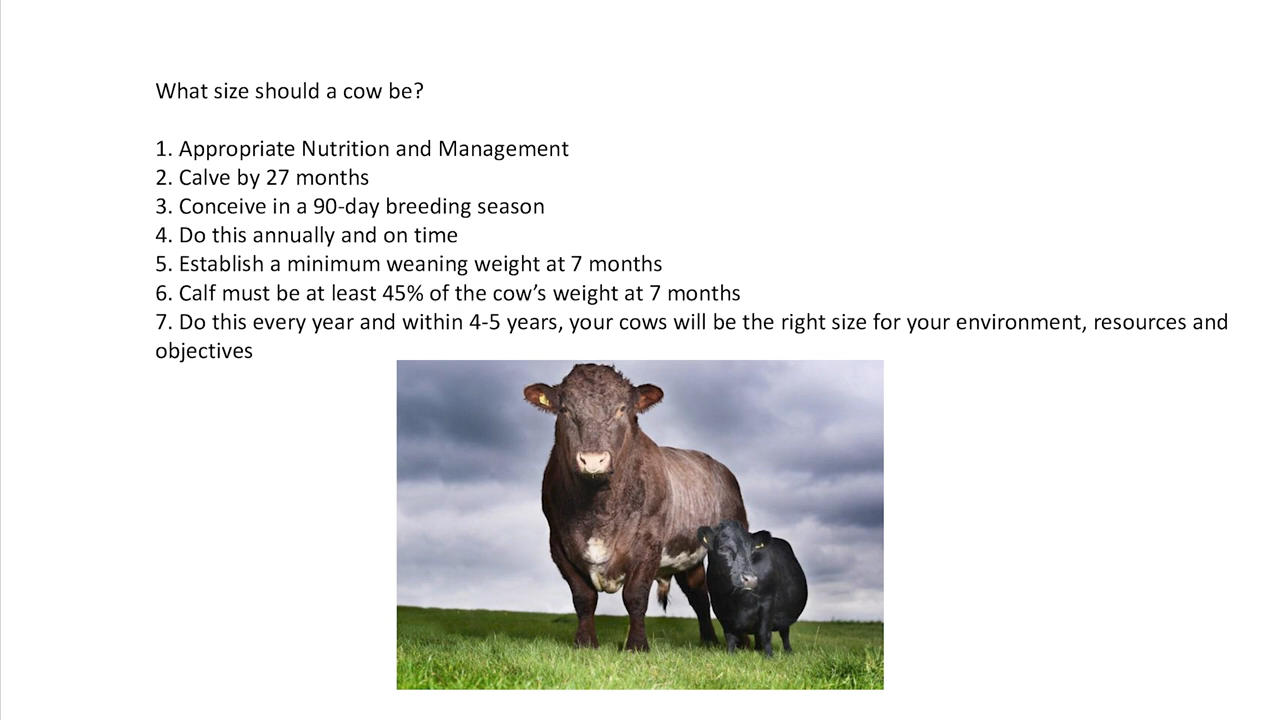 What size should a cow be?
1. Appropriate Nutrition and Management
2. Calve by 27 months
3. Conceive in a 90-day breeding season
4. Do this annually and on time
5. Establish a minimum weaning weight at 7 months
6. Calf must be at least 45% of the cow’s weight at 7 months
7. Do this every year and within 4-5 years, your cows will be the right size for your environment, resources and
objectives